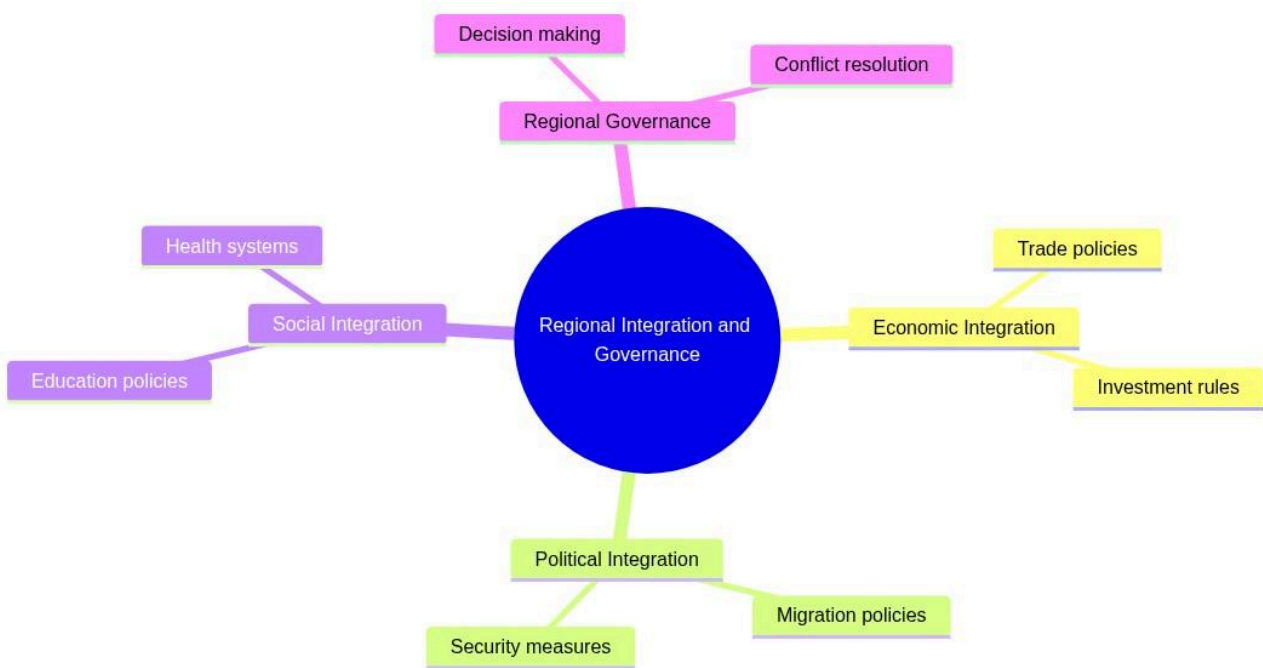 Decision making
Conflict resolution
Regional Governance
Health systems
Trade policies
Social Integration
Regional Integration and
Governance
Economic Integration
Education policies
Investment rules
Political Integration
Migration policies
Security measures